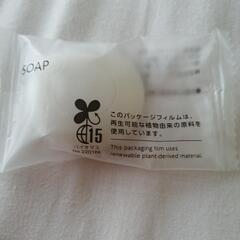 SOAP
このパッケージフィルムは、
再生可能な植物由来の原料を
使用しています。
15
バイオマス
No.220186
This packaging film uses
renewable plant-derived material.